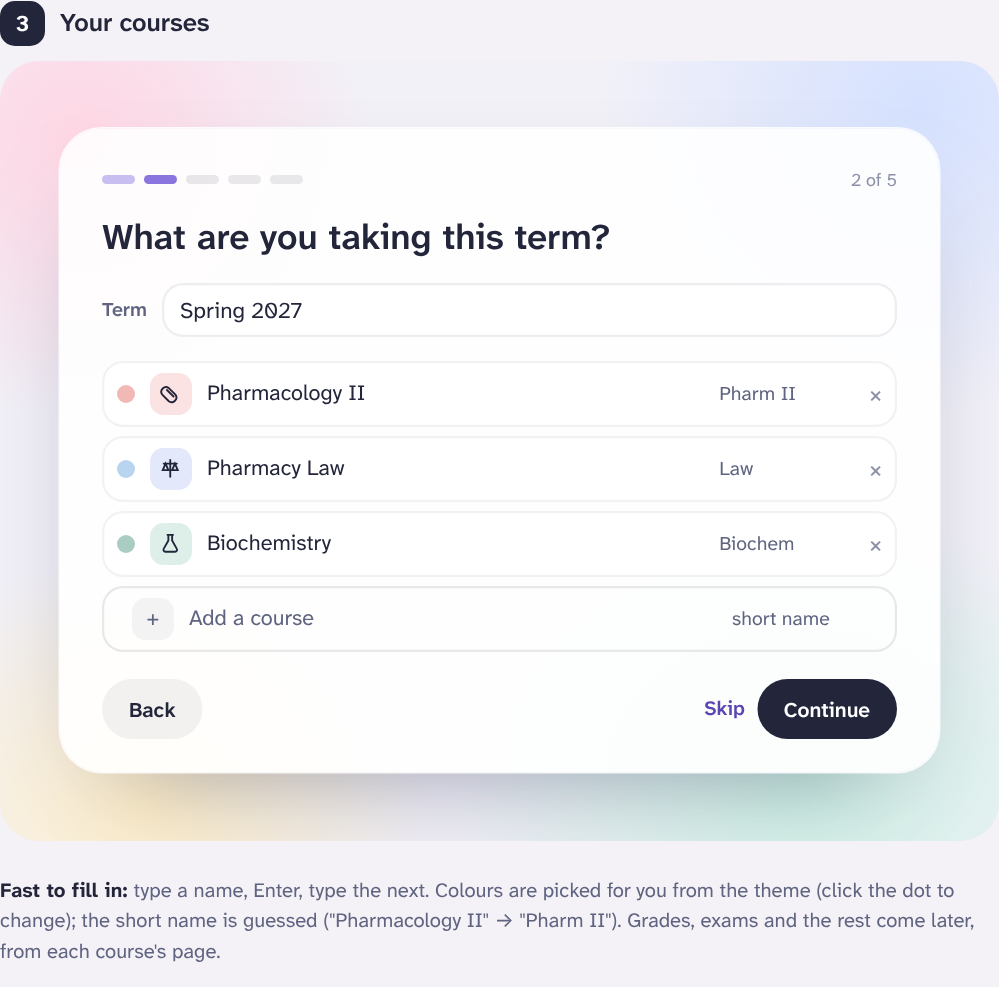 3 Your courses
2 of 5
What are you taking this term?
Term Spring 2027
Pharmacology II Pharm II ×
Pharmacy Law Law ×
Biochemistry Biochem ×
+ Add a course short name
Back Skip Continue
Fast to fill in: type a name, Enter, type the next. Colours are picked for you from the theme (click the dot to
change); the short name is guessed ("Pharmacology II" → "Pharm II"). Grades, exams and the rest come later,
from each course's page.